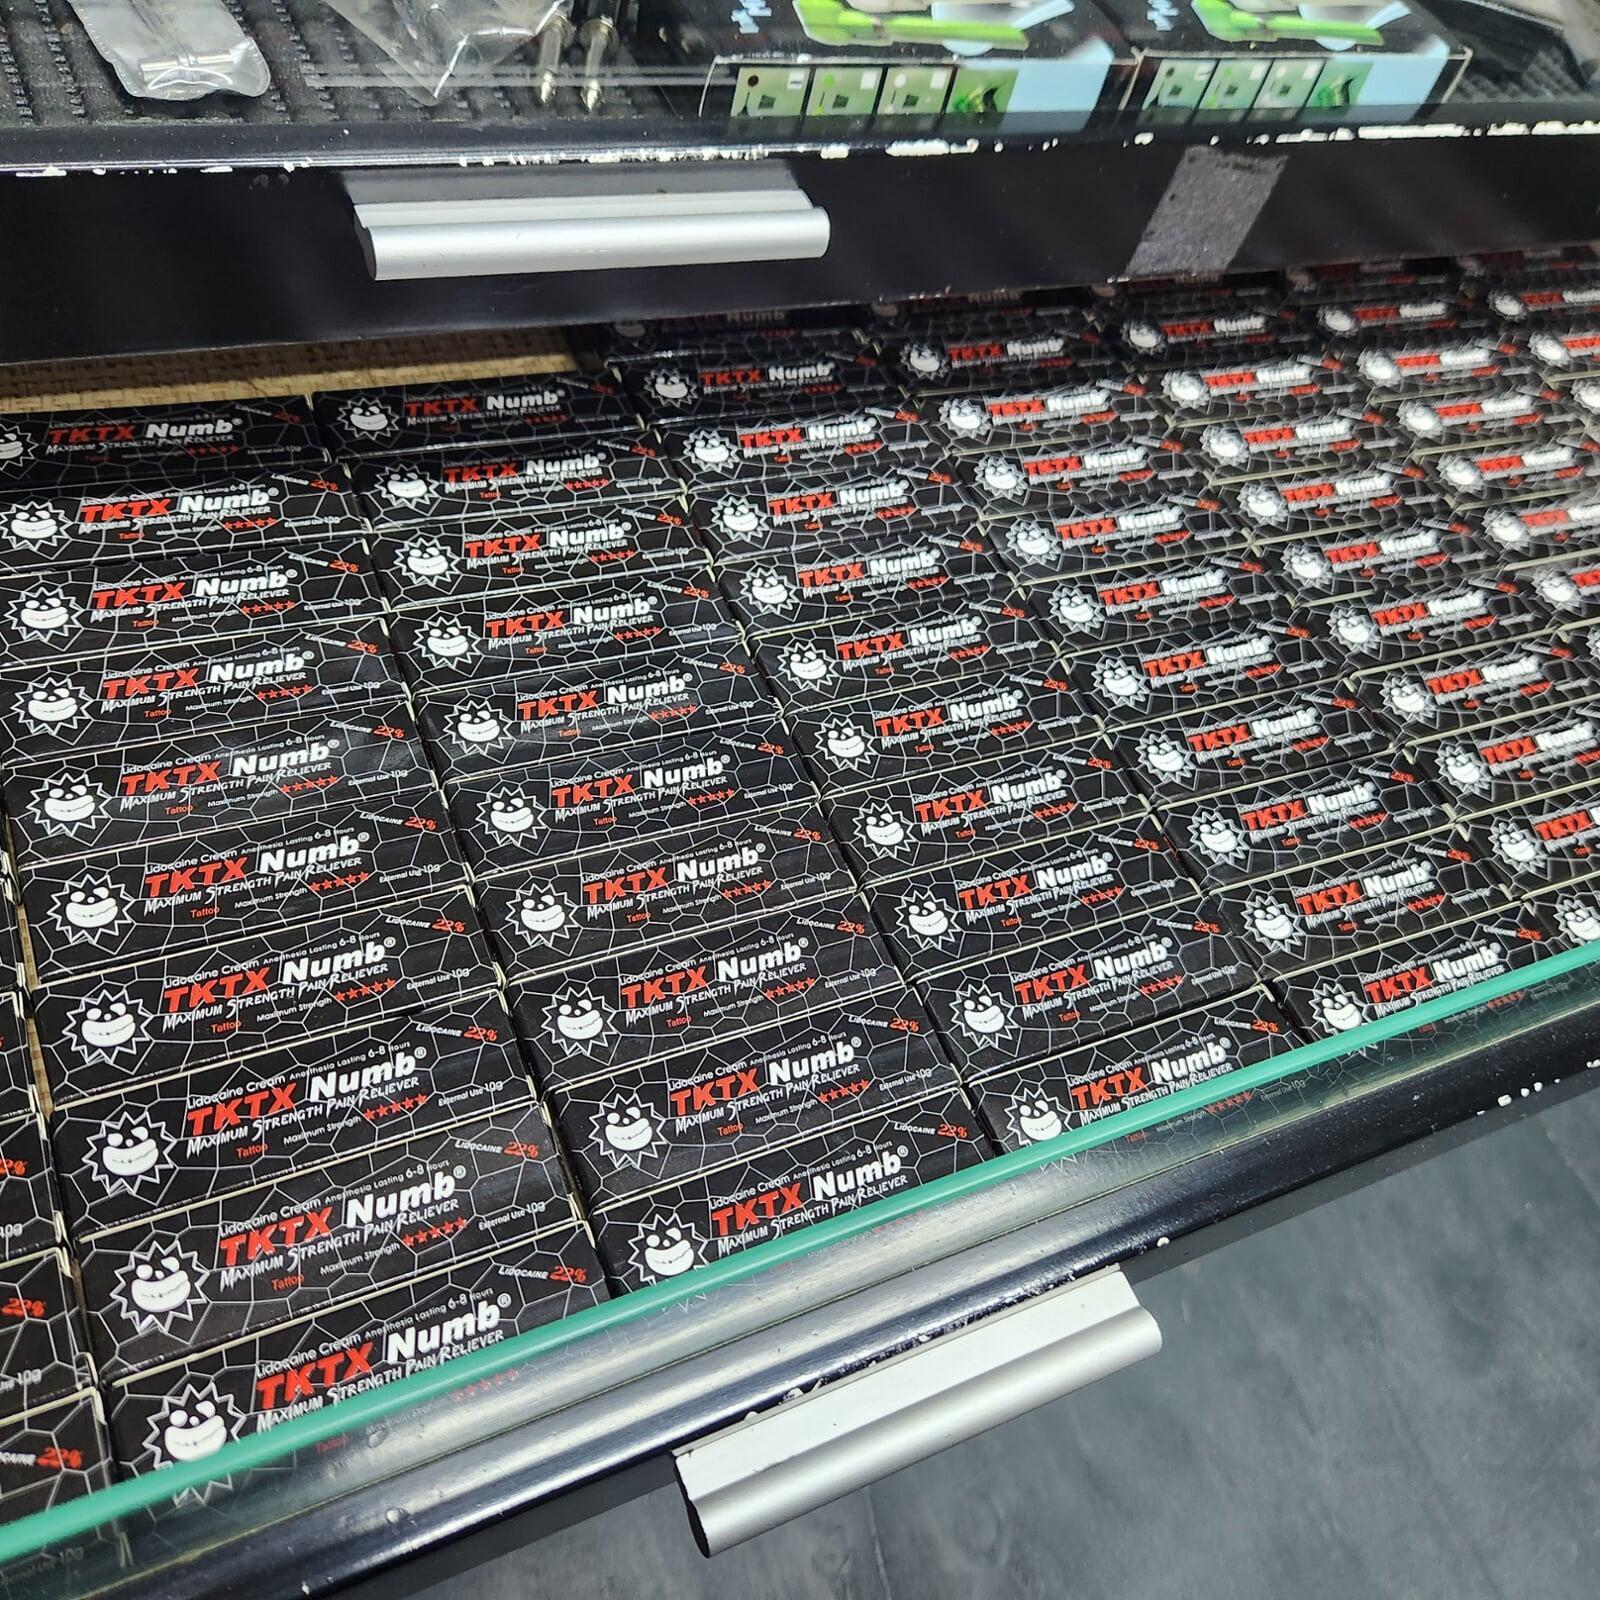 Lidocaine Cream Anesthesia Lasting 6-8 Hours
LIDOCAINE 22%
TKTX Numb®
MAXIMUM STRENGTH PAIN RELIEVER
Tattoo Maximum Strength ★★★★★ External Use 10g